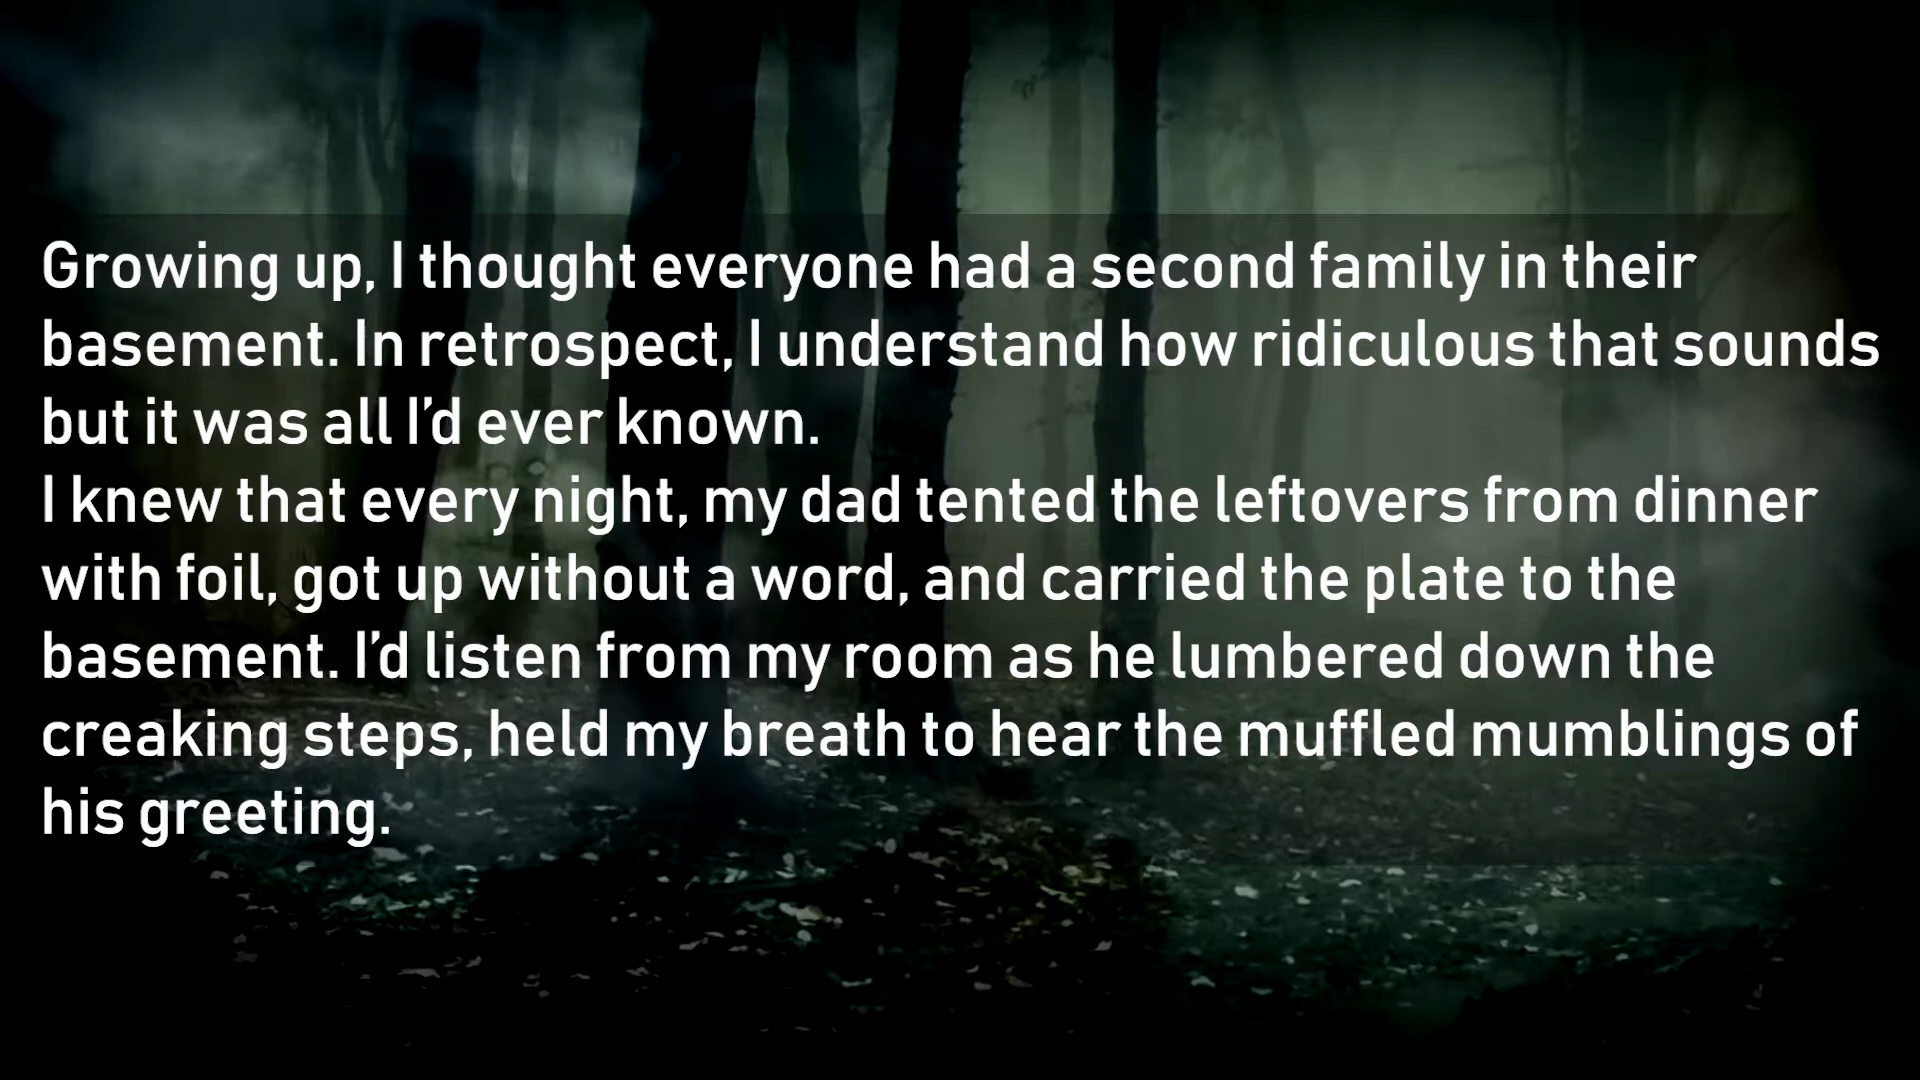 Growing up, I thought everyone had a second family in their
basement. In retrospect, I understand how ridiculous that sounds
but it was all I’d ever known.
I knew that every night, my dad tented the leftovers from dinner
with foil, got up without a word, and carried the plate to the
basement. I’d listen from my room as he lumbered down the
creaking steps, held my breath to hear the muffled mumblings of
his greeting.